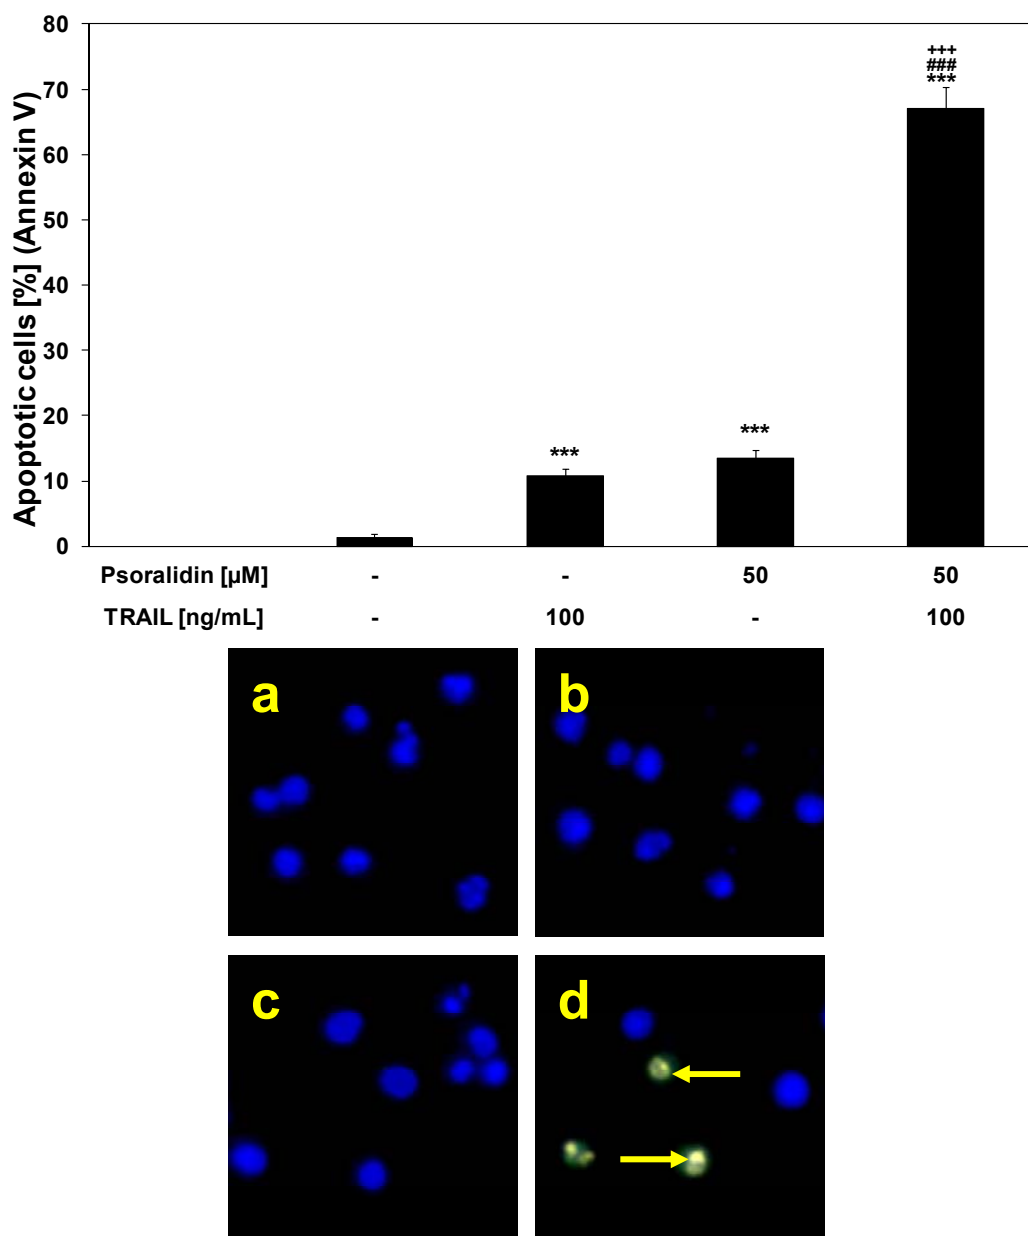 80
70
60
50
40
30
20
10
0
Apoptotic cells [%] (Annexin V)
***
***
+++
###
***
Psoralidin [µM] - - 50 50
TRAIL [ng/mL] - 100 - 100
a
b
c
d